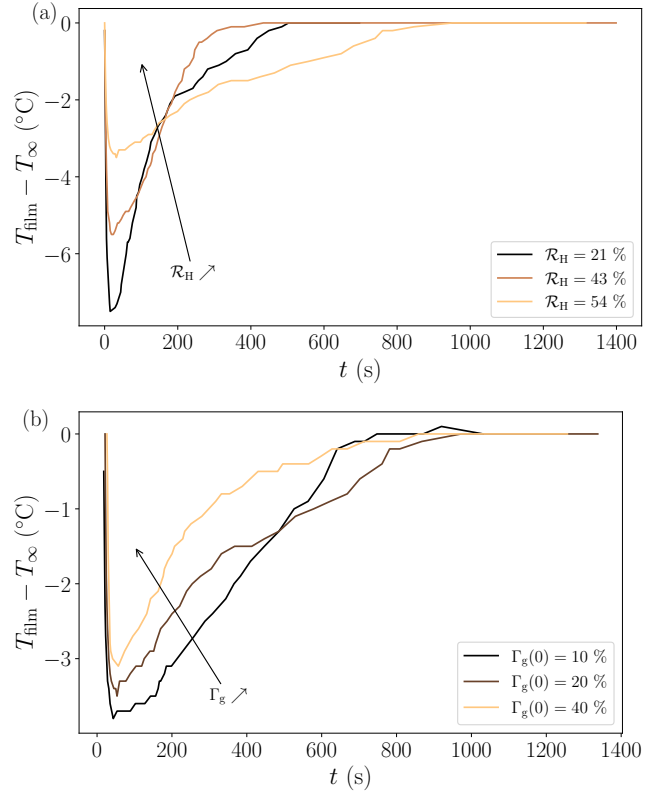 (a)
0
−2
−4
−6
T_film − T_∞ (°C)
ℛ_H ↗
ℛ_H = 21 %
ℛ_H = 43 %
ℛ_H = 54 %
0 200 400 600 800 1000 1200 1400
t (s)
(b)
0
−1
−2
−3
T_film − T_∞ (°C)
Γ_g ↗
Γ_g(0) = 10 %
Γ_g(0) = 20 %
Γ_g(0) = 40 %
0 200 400 600 800 1000 1200 1400
t (s)